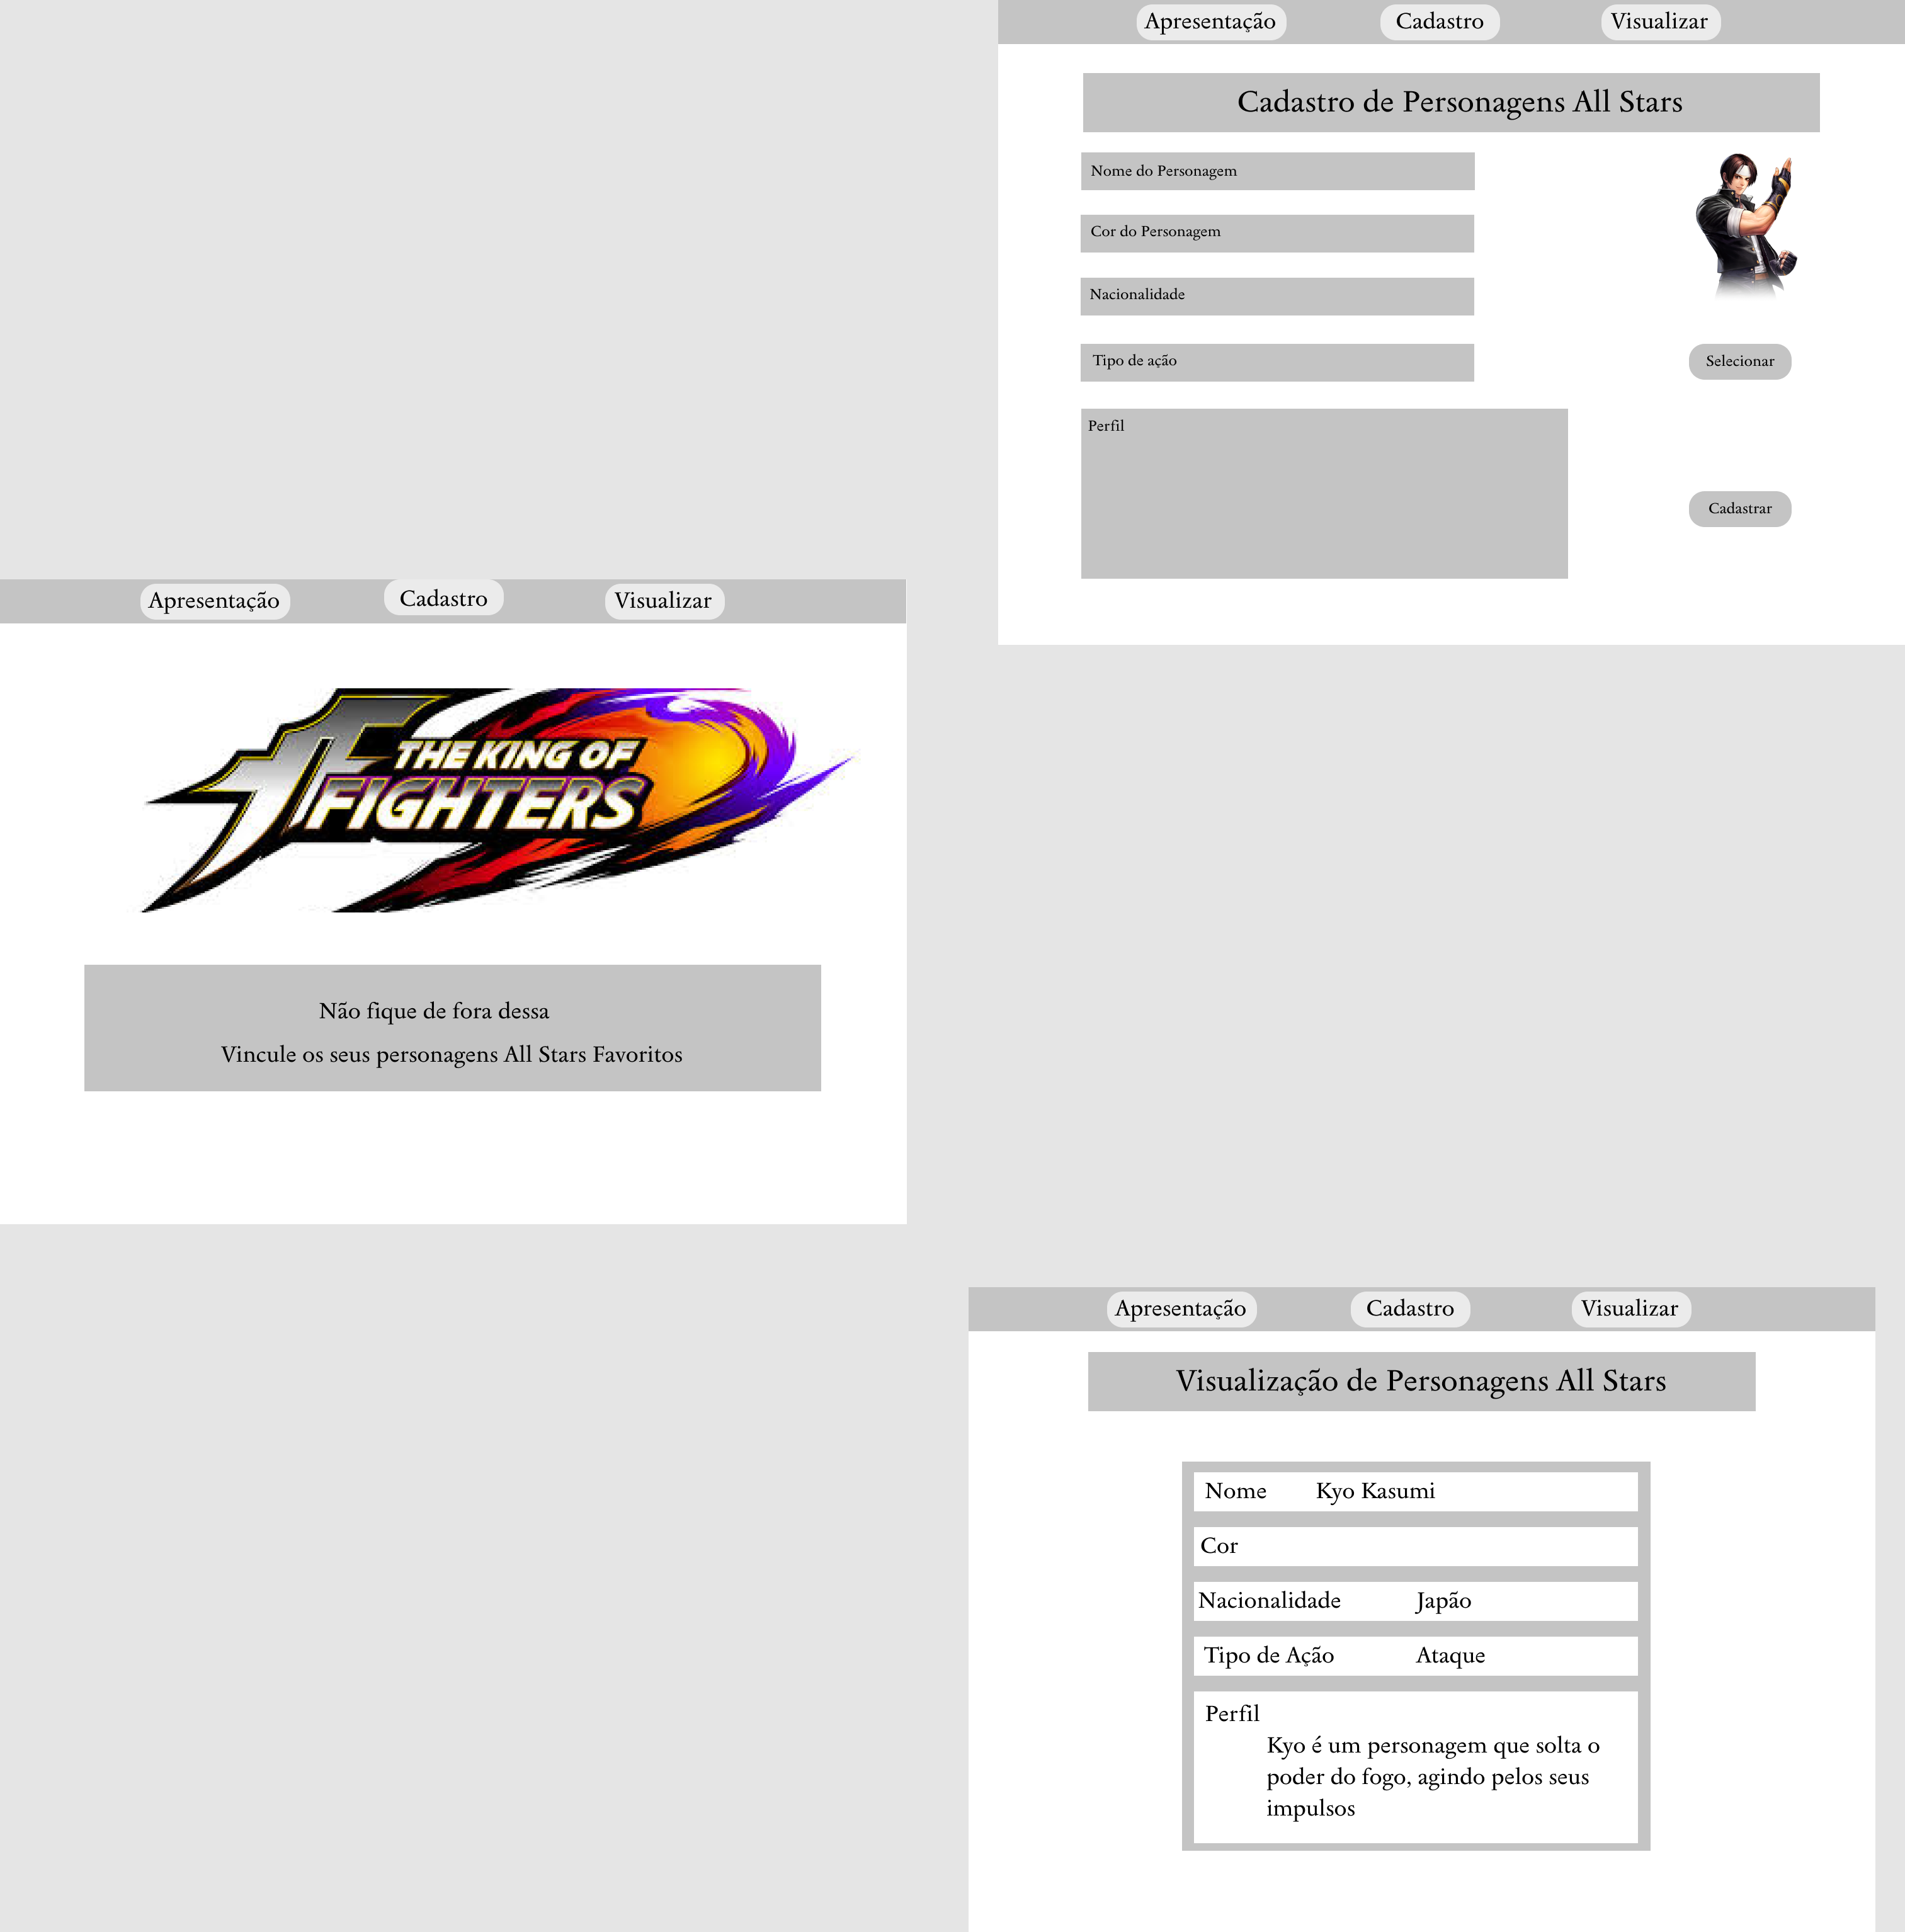 Apresentação Cadastro Visualizar
Cadastro de Personagens All Stars
Nome do Personagem
Cor do Personagem
Nacionalidade
Tipo de ação
Selecionar
Perfil
Cadastrar
Apresentação Cadastro Visualizar
THE KING OF
FIGHTERS
Não fique de fora dessa
Vincule os seus personagens All Stars Favoritos
Apresentação Cadastro Visualizar
Visualização de Personagens All Stars
Nome Kyo Kasumi
Cor
Nacionalidade Japão
Tipo de Ação Ataque
Perfil
Kyo é um personagem que solta o
poder do fogo, agindo pelos seus
impulsos